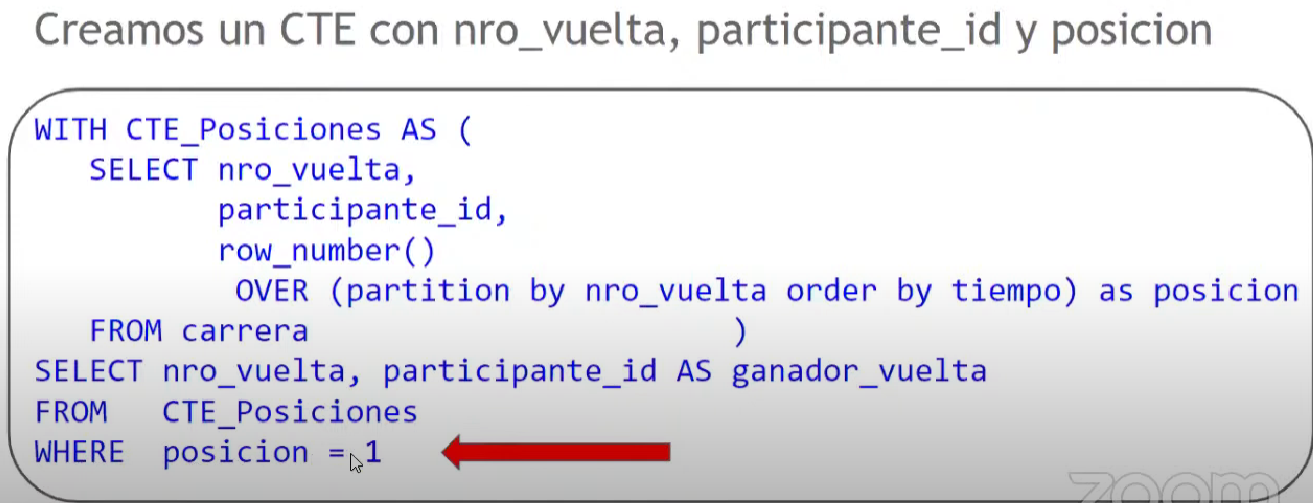 Creamos un CTE con nro_vuelta, participante_id y posicion
WITH CTE_Posiciones AS (
SELECT nro_vuelta,
participante_id,
row_number()
OVER (partition by nro_vuelta order by tiempo) as posicion
FROM carrera )
SELECT nro_vuelta, participante_id AS ganador_vuelta
FROM CTE_Posiciones
WHERE posicion = 1
zoom